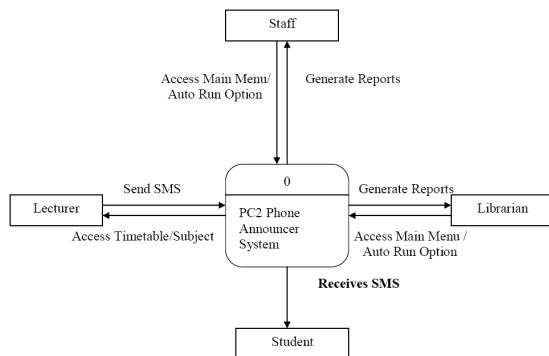 Staff
Access Main Menu/
Auto Run Option
Generate Reports
0
Send SMS
Generate Reports
Lecturer
PC2 Phone
Announcer
System
Librarian
Access Timetable/Subject
Access Main Menu /
Auto Run Option
Receives SMS
Student